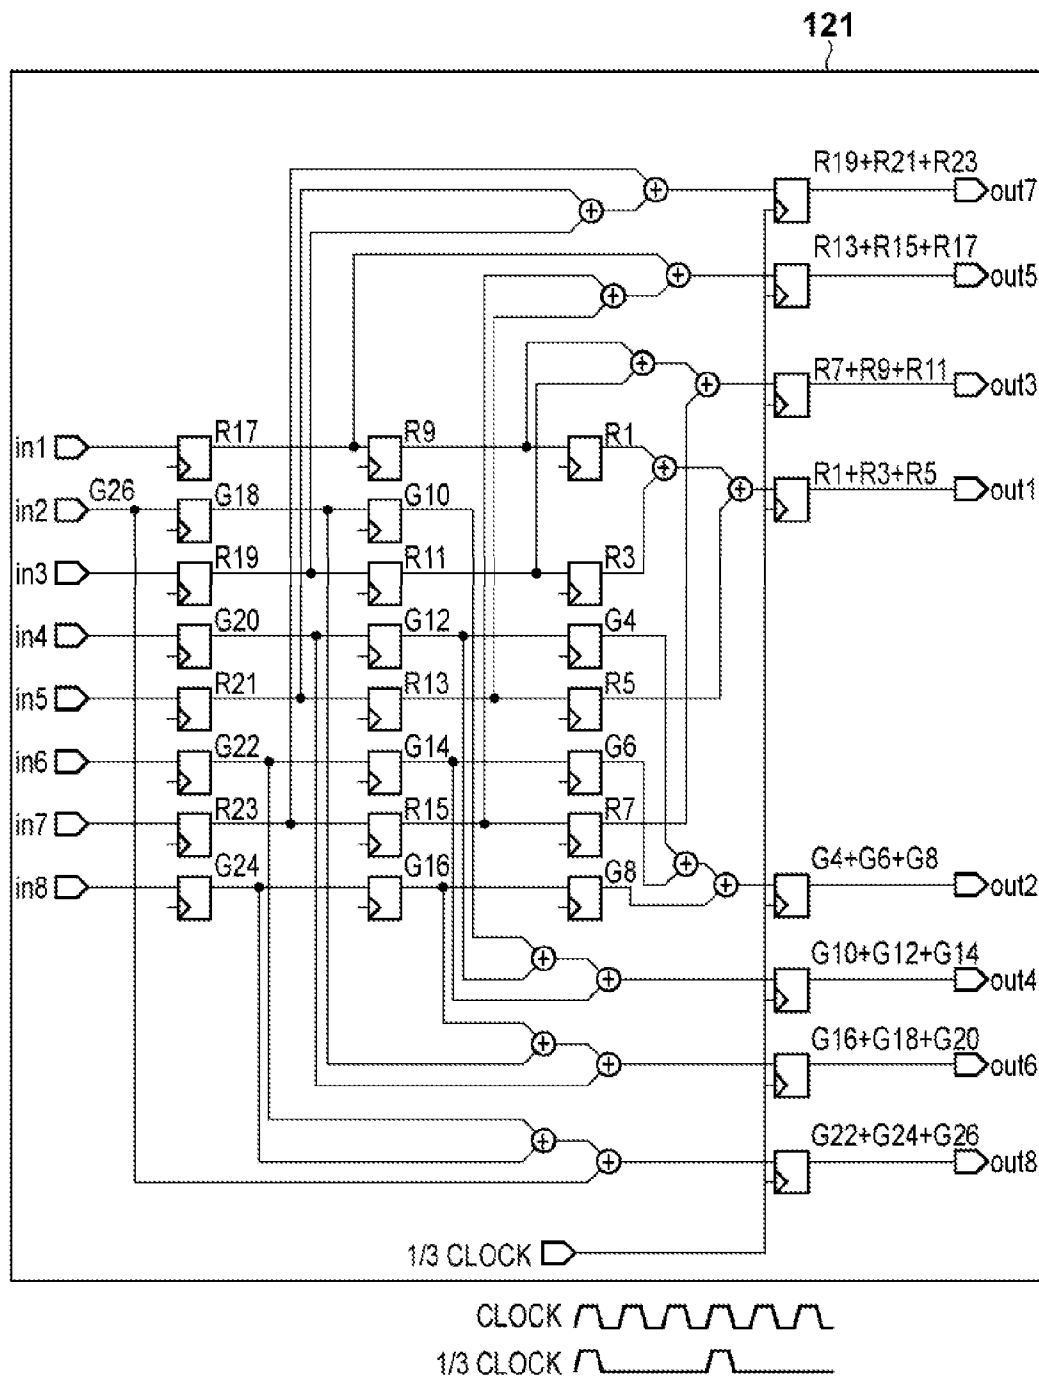 121
R19+R21+R23
out7
R13+R15+R17
out5
R7+R9+R11
out3
in1 R17 R9 R1
R1+R3+R5
out1
in2 G26 G18 G10
in3 R19 R11 R3
in4 G20 G12 G4
in5 R21 R13 R5
in6 G22 G14 G6
in7 R23 R15 R7
in8 G24 G16 G8
G4+G6+G8
out2
G10+G12+G14
out4
G16+G18+G20
out6
G22+G24+G26
out8
1/3 CLOCK
CLOCK
1/3 CLOCK